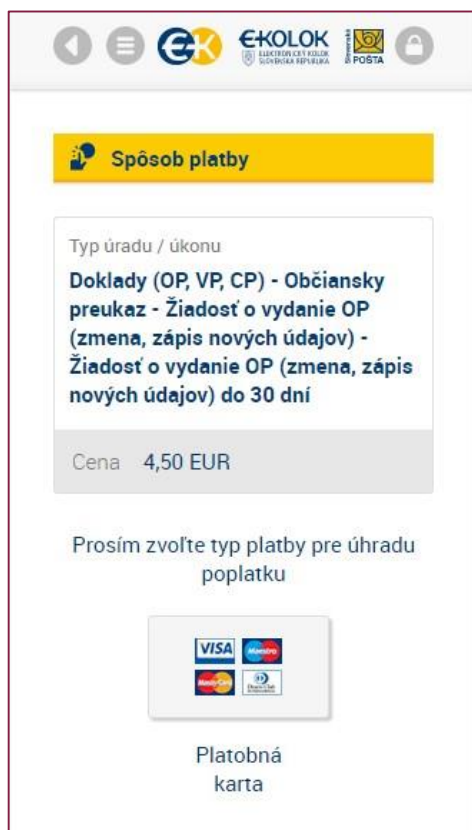 €K
€KOLOK
ELEKTRONICKÝ KOLOK
SLOVENSKÁ REPUBLIKA
Slovenská
POŠTA
Spôsob platby
Typ úradu / úkonu
Doklady (OP, VP, CP) - Občiansky
preukaz - Žiadosť o vydanie OP
(zmena, zápis nových údajov) -
Žiadosť o vydanie OP (zmena, zápis
nových údajov) do 30 dní
Cena 4,50 EUR
Prosím zvoľte typ platby pre úhradu
poplatku
VISA Maestro
MasterCard Diners Club
Platobná
karta